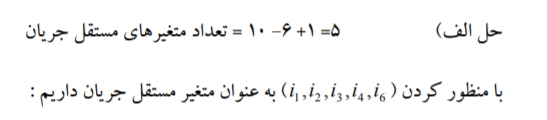 حل الف) تعداد متغیرهای مستقل جریان = ۱۰ -۶ +۱ =۵
با منظور کردن (i₁,i₂,i₃,i₄,i₆) به عنوان متغیر مستقل جریان داریم :